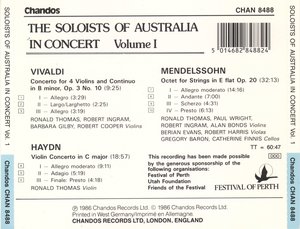 Chandos
CHAN 8488
THE SOLOISTS OF AUSTRALIA
IN CONCERT Volume I
5 014682 848824
VIVALDI
Concerto for 4 Violins and Continuo
in B minor, Op. 3 No. 10 (9:25)
I – Allegro (3:29)
II – Largo/Larghetto (2:25)
III – Allegro (3:20)
RONALD THOMAS, ROBERT INGRAM,
BARBARA GILBY, ROBERT COOPER Violins
HAYDN
Violin Concerto in C major (18:57)
I – Allegro moderato (9:14)
II – Adagio (5:19)
III – Finale: Presto (4:18)
RONALD THOMAS Violin
MENDELSSOHN
Octet for Strings in E flat Op. 20 (32:13)
I – Allegro moderato (14:16)
II – Andante (7:00)
III – Scherzo (4:31)
IV – Presto (6:13)
RONALD THOMAS, PAUL WRIGHT,
ROBERT INGRAM, ALAN BONDS Violins
BERIAN EVANS, ROBERT HARRIS Violas
GREGORY BARON, CATHERINE FINNIS Cellos
DDD
TT = 60:47
This recording has been made possible
by the generous sponsorship of the
following organisations:
Festival of Perth
Utah Foundation
Friends of the Festival
FESTIVAL OF PERTH
℗ 1986 Chandos Records Ltd. © 1986 Chandos Records Ltd.
Printed in West Germany/Imprimé en Allemagne
CHANDOS RECORDS LTD, LONDON, ENGLAND
SOLOISTS OF AUSTRALIA IN CONCERT Vol. 1
Chandos CHAN 8488
SOLOISTS OF AUSTRALIA IN CONCERT Vol. 1
Chandos CHAN 8488